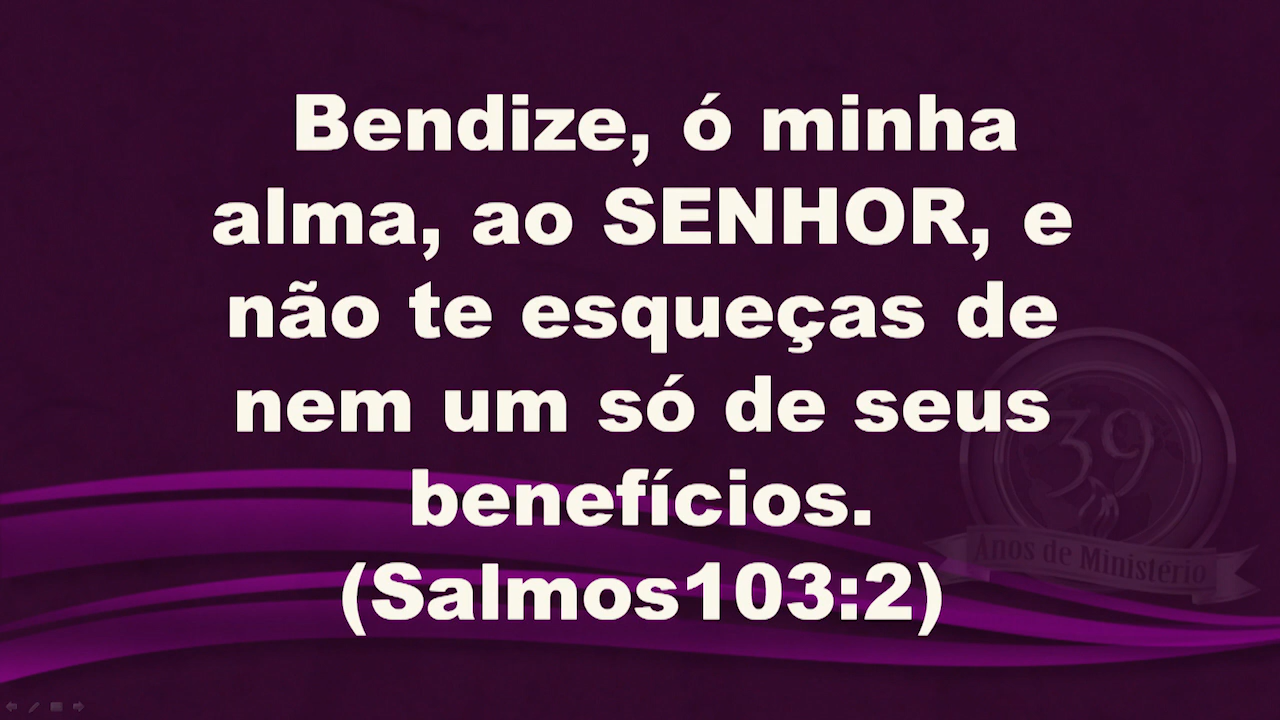 Bendize, ó minha
alma, ao SENHOR, e
não te esqueças de
nem um só de seus
benefícios.
(Salmos103:2)
39
Anos de Ministério